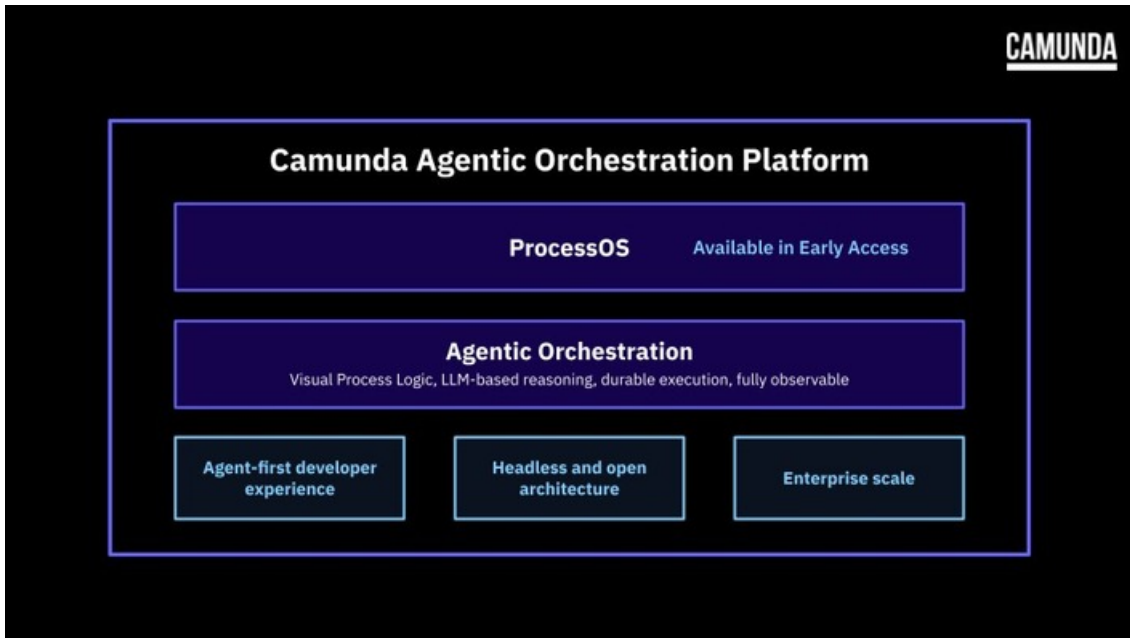 CAMUNDA
Camunda Agentic Orchestration Platform
ProcessOS
Available in Early Access
Agentic Orchestration
Visual Process Logic, LLM-based reasoning, durable execution, fully observable
Agent-first developer
experience
Headless and open
architecture
Enterprise scale